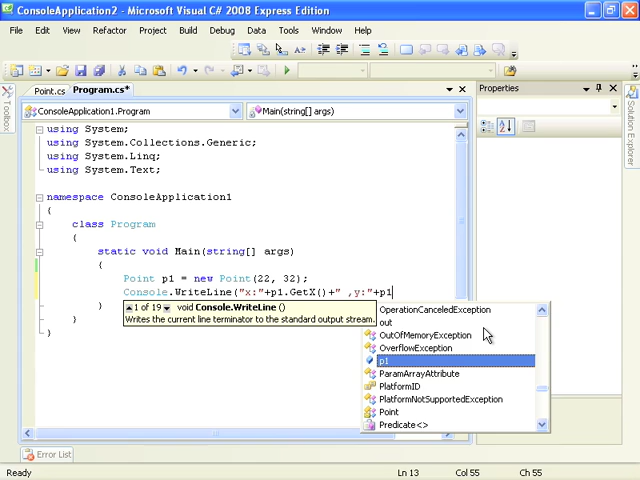 ConsoleApplication2 - Microsoft Visual C# 2008 Express Edition
File Edit View Refactor Project Build Debug Data Tools Window Help
Point.cs Program.cs*
Properties
ConsoleApplication1.Program Main(string[] args)
Toolbox
Solution Explorer
using System;
using System.Collections.Generic;
using System.Linq;
using System.Text;
namespace ConsoleApplication1
{
class Program
{
static void Main(string[] args)
{
Point p1 = new Point(22, 32);
Console.WriteLine("x:"+p1.GetX()+" ,y:"+p1
}
}
}
1 of 19 void Console.WriteLine ()
Writes the current line terminator to the standard output stream.
OperationCanceledException
out
OutOfMemoryException
OverflowException
p1
ParamArrayAttribute
PlatformID
PlatformNotSupportedException
Point
Predicate<>
Error List
Ready Ln 13 Col 55 Ch 55